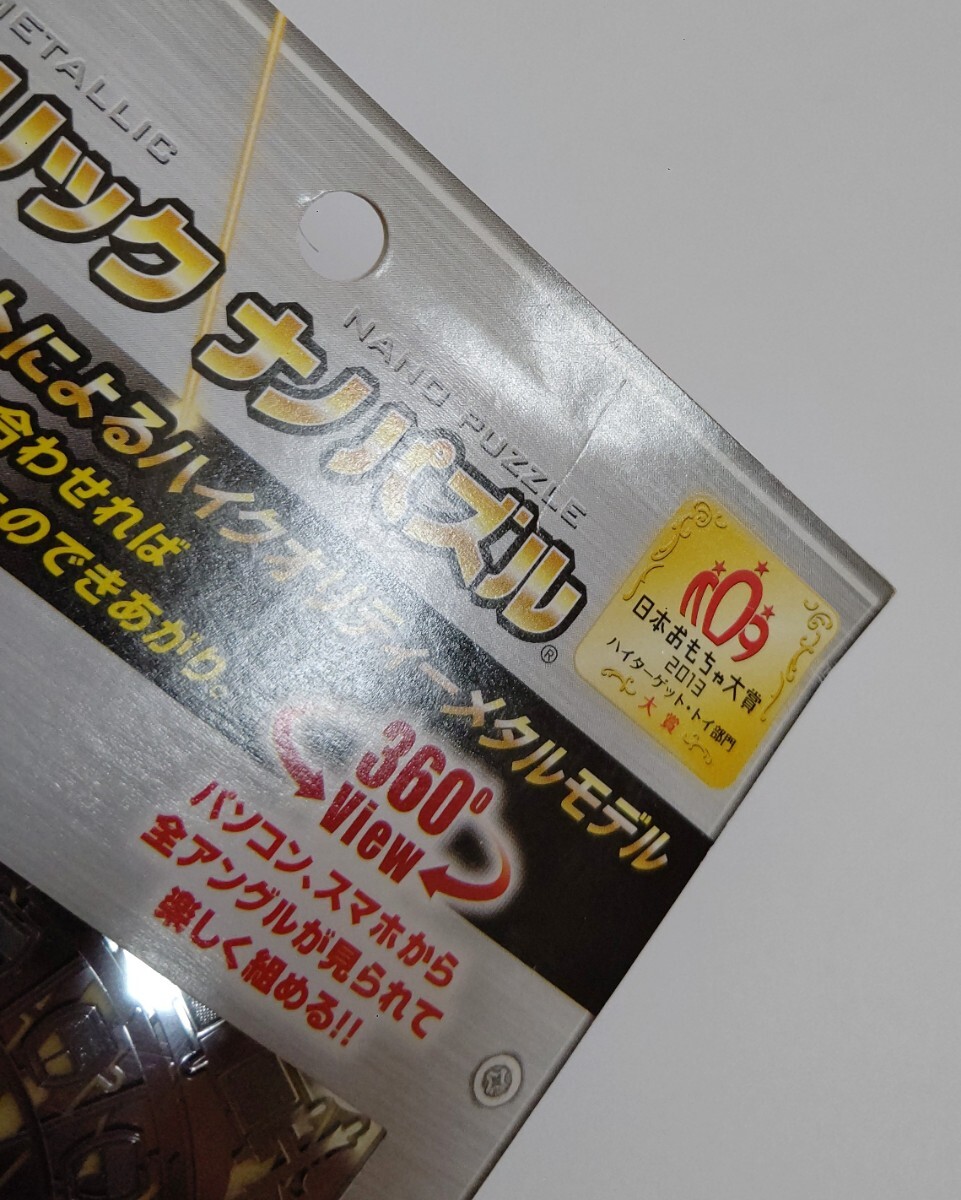 METALLIC
リック
NANO PUZZLE
ナノパズル®
によるハイクオリティーメタルモデル
合わせれば
のできあがり。
日本おもちゃ大賞
2013
ハイターゲット・トイ部門
大賞
360°
View
パソコン、スマホから
全アングルが見られて
楽しく組める!!